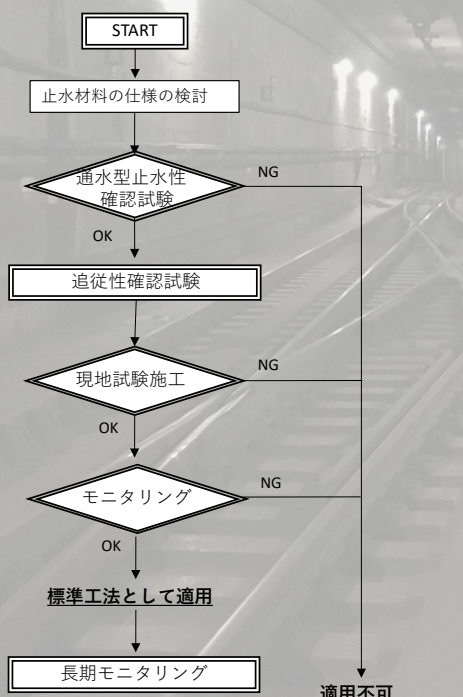 START
止水材料の仕様の検討
通水型止水性
確認試験
NG
OK
追従性確認試験
現地試験施工
NG
OK
モニタリング
NG
OK
標準工法として適用
長期モニタリング
適用不可